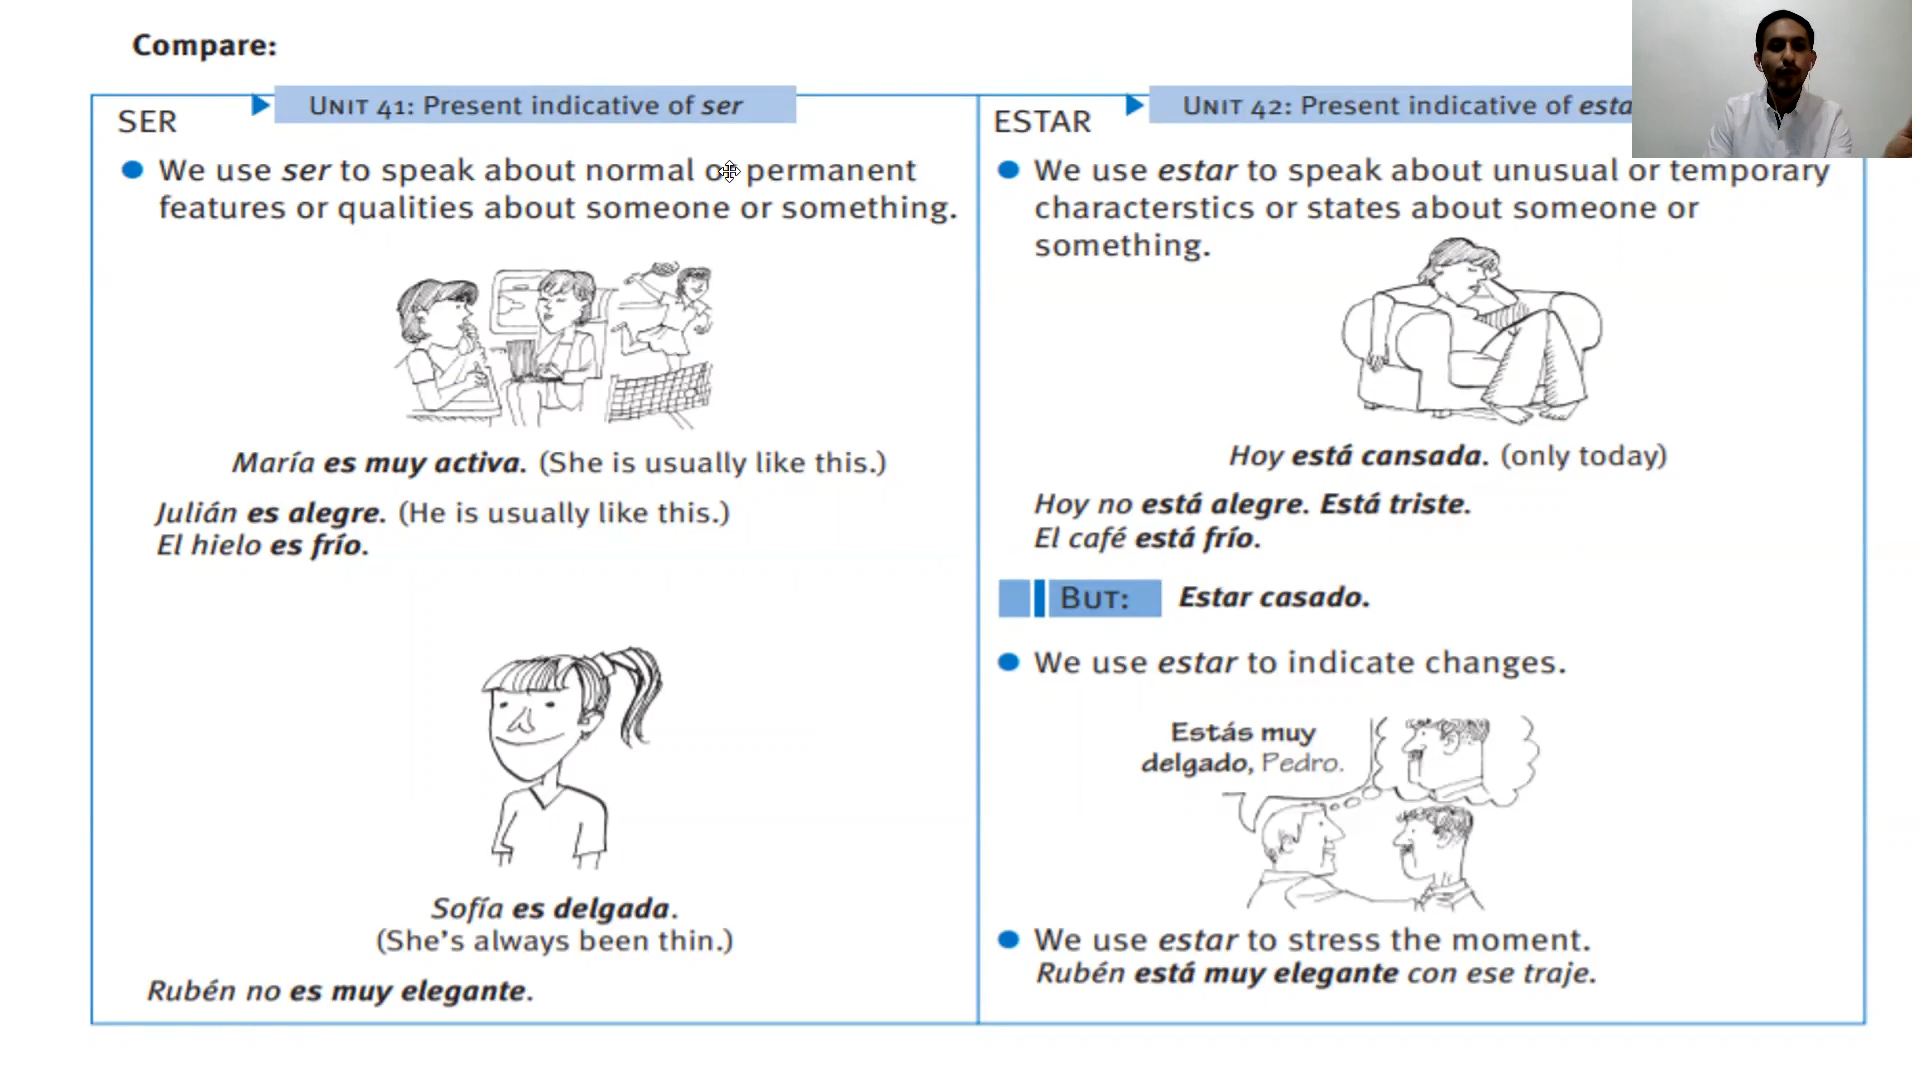 Compare:
SER
UNIT 41: Present indicative of ser
We use ser to speak about normal or permanent
features or qualities about someone or something.
María es muy activa. (She is usually like this.)
Julián es alegre. (He is usually like this.)
El hielo es frío.
Sofía es delgada.
(She's always been thin.)
Rubén no es muy elegante.
ESTAR
UNIT 42: Present indicative of esta
We use estar to speak about unusual or temporary
characterstics or states about someone or
something.
Hoy está cansada. (only today)
Hoy no está alegre. Está triste.
El café está frío.
BUT: Estar casado.
We use estar to indicate changes.
Estás muy
delgado, Pedro.
We use estar to stress the moment.
Rubén está muy elegante con ese traje.